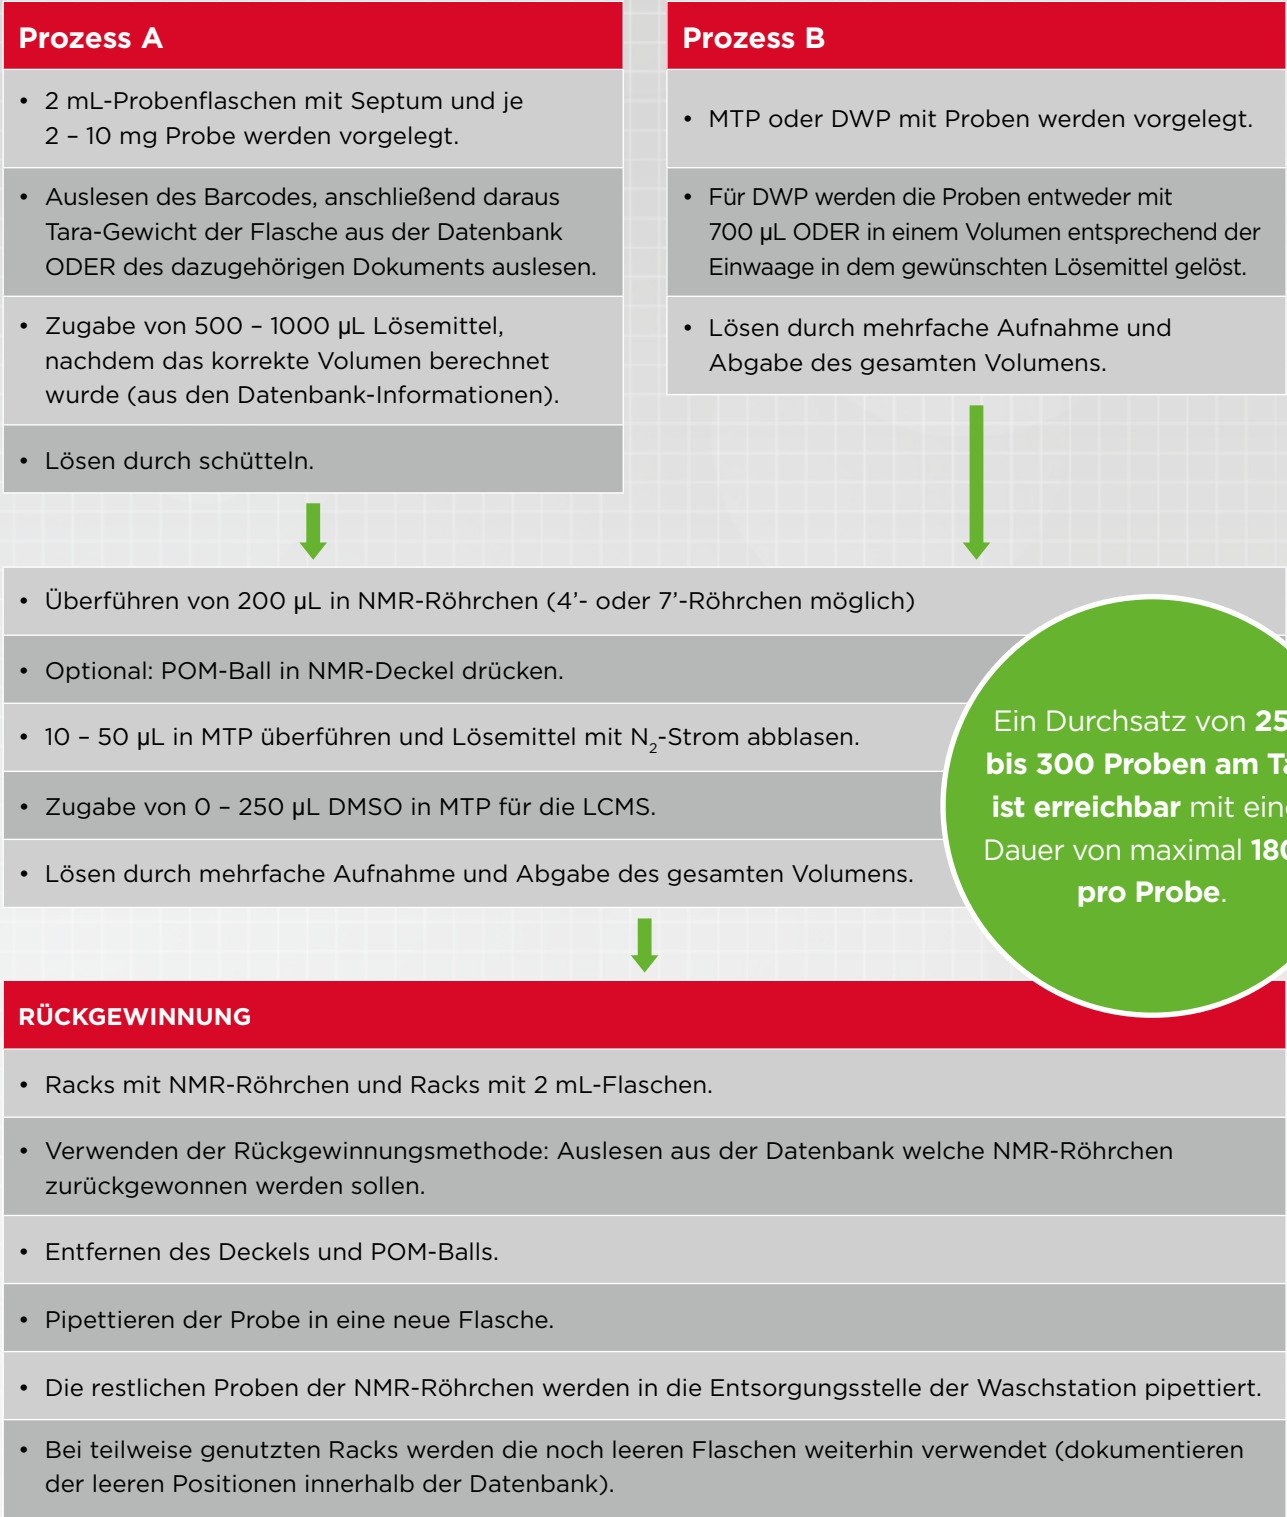 Prozess A
• 2 mL-Probenflaschen mit Septum und je
2 – 10 mg Probe werden vorgelegt.
• Auslesen des Barcodes, anschließend daraus
Tara-Gewicht der Flasche aus der Datenbank
ODER des dazugehörigen Dokuments auslesen.
• Zugabe von 500 – 1000 µL Lösemittel,
nachdem das korrekte Volumen berechnet
wurde (aus den Datenbank-Informationen).
• Lösen durch schütteln.
Prozess B
• MTP oder DWP mit Proben werden vorgelegt.
• Für DWP werden die Proben entweder mit
700 µL ODER in einem Volumen entsprechend der
Einwaage in dem gewünschten Lösemittel gelöst.
• Lösen durch mehrfache Aufnahme und
Abgabe des gesamten Volumens.
• Überführen von 200 µL in NMR-Röhrchen (4’- oder 7’-Röhrchen möglich)
• Optional: POM-Ball in NMR-Deckel drücken.
• 10 – 50 µL in MTP überführen und Lösemittel mit N₂-Strom abblasen.
• Zugabe von 0 – 250 µL DMSO in MTP für die LCMS.
• Lösen durch mehrfache Aufnahme und Abgabe des gesamten Volumens.
Ein Durchsatz von
bis 300 Proben am
ist erreichbar mit
Dauer von maximal
pro Probe.
RÜCKGEWINNUNG
• Racks mit NMR-Röhrchen und Racks mit 2 mL-Flaschen.
• Verwenden der Rückgewinnungsmethode: Auslesen aus der Datenbank welche NMR-Röhrchen
zurückgewonnen werden sollen.
• Entfernen des Deckels und POM-Balls.
• Pipettieren der Probe in eine neue Flasche.
• Die restlichen Proben der NMR-Röhrchen werden in die Entsorgungsstelle der Waschstation pipettiert.
• Bei teilweise genutzten Racks werden die noch leeren Flaschen weiterhin verwendet (dokumentieren
der leeren Positionen innerhalb der Datenbank).